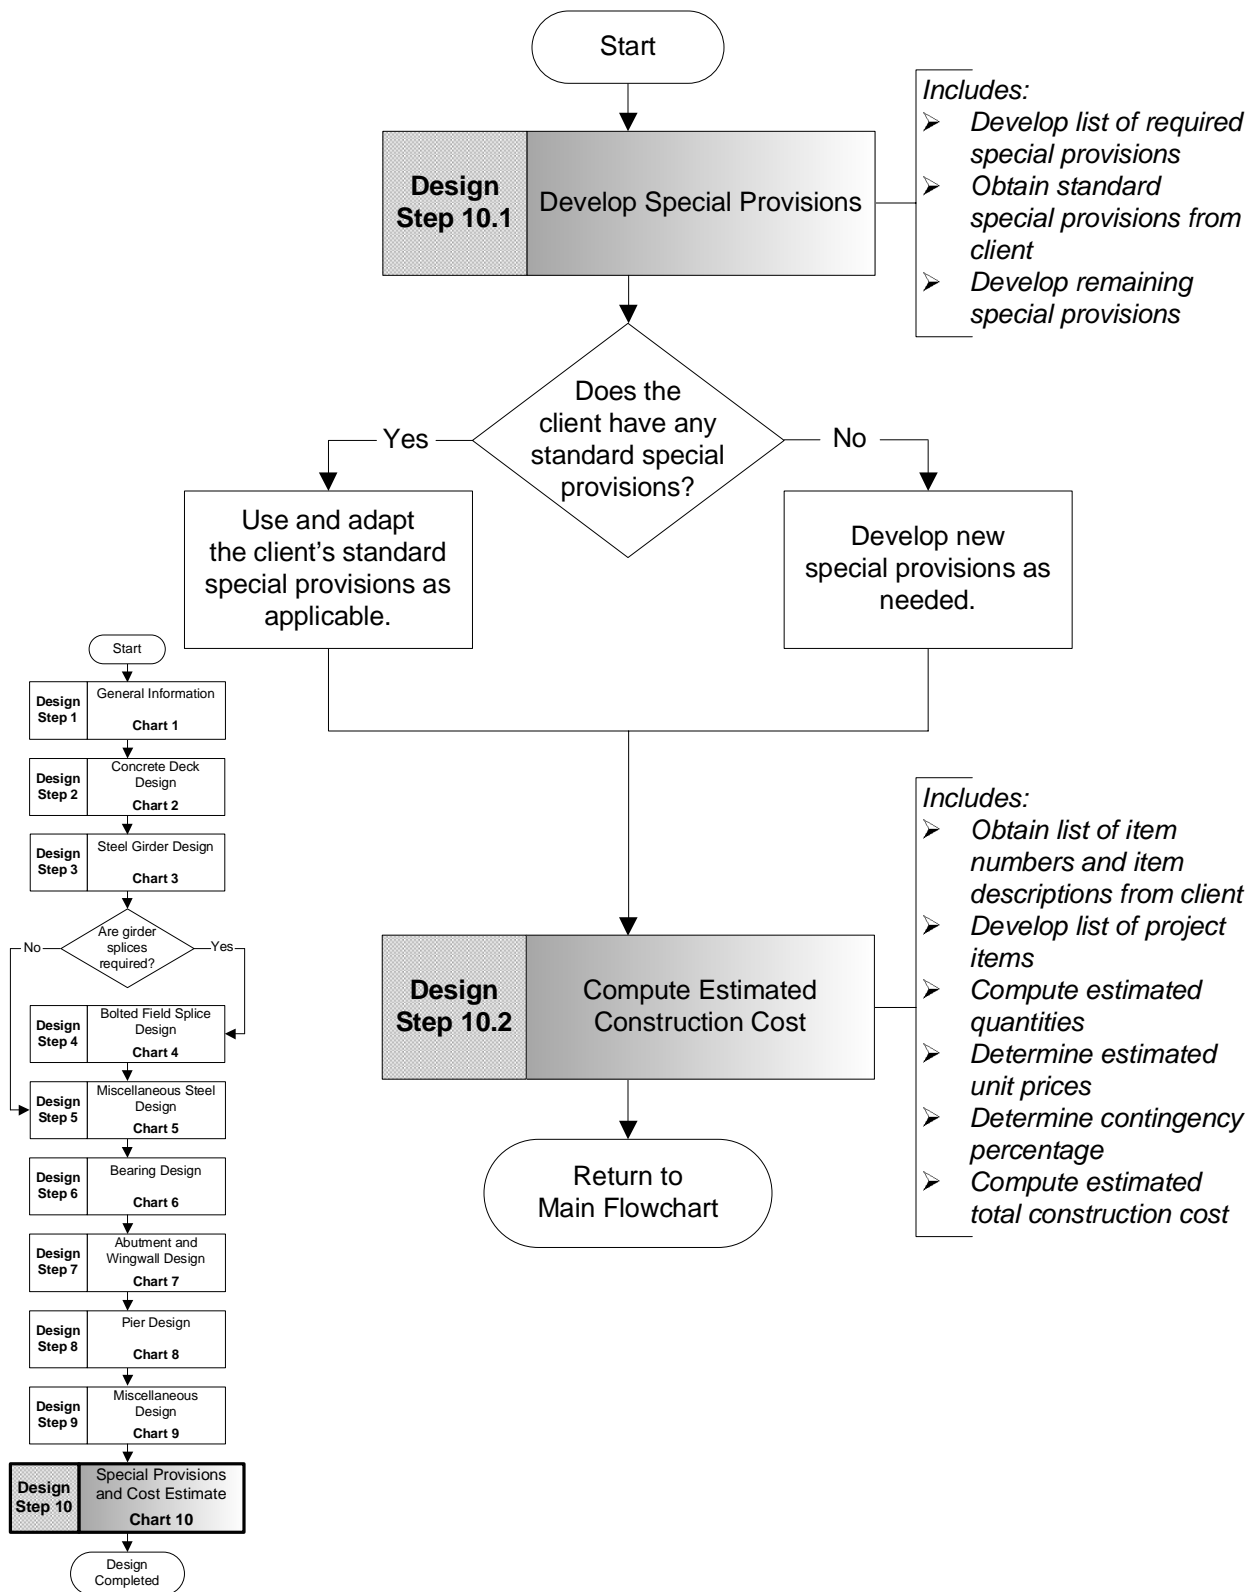 Start
Design
Step 10.1
Develop Special Provisions
Includes:
➢ Develop list of required
special provisions
➢ Obtain standard
special provisions from
client
➢ Develop remaining
special provisions
Does the
client have any
standard special
provisions?
Yes
No
Use and adapt
the client's standard
special provisions as
applicable.
Develop new
special provisions as
needed.
Design
Step 10.2
Compute Estimated
Construction Cost
Includes:
➢ Obtain list of item
numbers and item
descriptions from client
➢ Develop list of project
items
➢ Compute estimated
quantities
➢ Determine estimated
unit prices
➢ Determine contingency
percentage
➢ Compute estimated
total construction cost
Return to
Main Flowchart
Start
Design
Step 1
General Information
Chart 1
Design
Step 2
Concrete Deck
Design
Chart 2
Design
Step 3
Steel Girder Design
Chart 3
Are girder
splices
required?
No
Yes
Design
Step 4
Bolted Field Splice
Design
Chart 4
Design
Step 5
Miscellaneous Steel
Design
Chart 5
Design
Step 6
Bearing Design
Chart 6
Design
Step 7
Abutment and
Wingwall Design
Chart 7
Design
Step 8
Pier Design
Chart 8
Design
Step 9
Miscellaneous
Design
Chart 9
Design
Step 10
Special Provisions
and Cost Estimate
Chart 10
Design
Completed